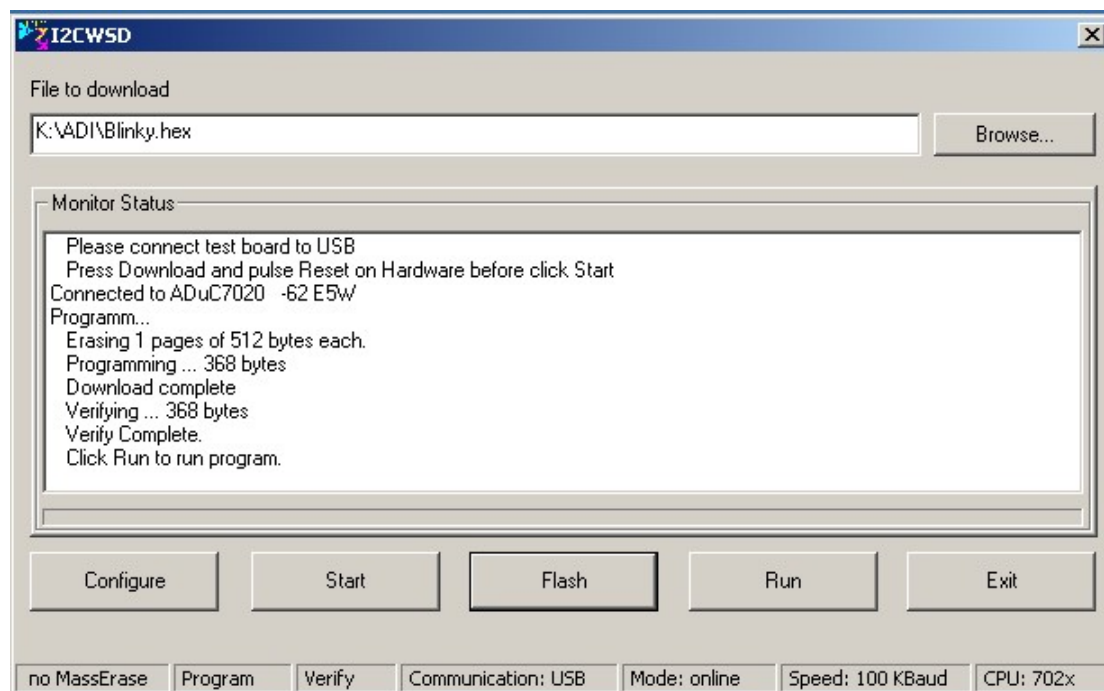 I2CWSD
File to download
K:\ADI\Blinky.hex
Browse...
Monitor Status
Please connect test board to USB
Press Download and pulse Reset on Hardware before click Start
Connected to ADuC7020 -62 E5W
Programm...
Erasing 1 pages of 512 bytes each.
Programming ... 368 bytes
Download complete
Verifying ... 368 bytes
Verify Complete.
Click Run to run program.
Configure Start Flash Run Exit
no MassErase Program Verify Communication: USB Mode: online Speed: 100 KBaud CPU: 702x